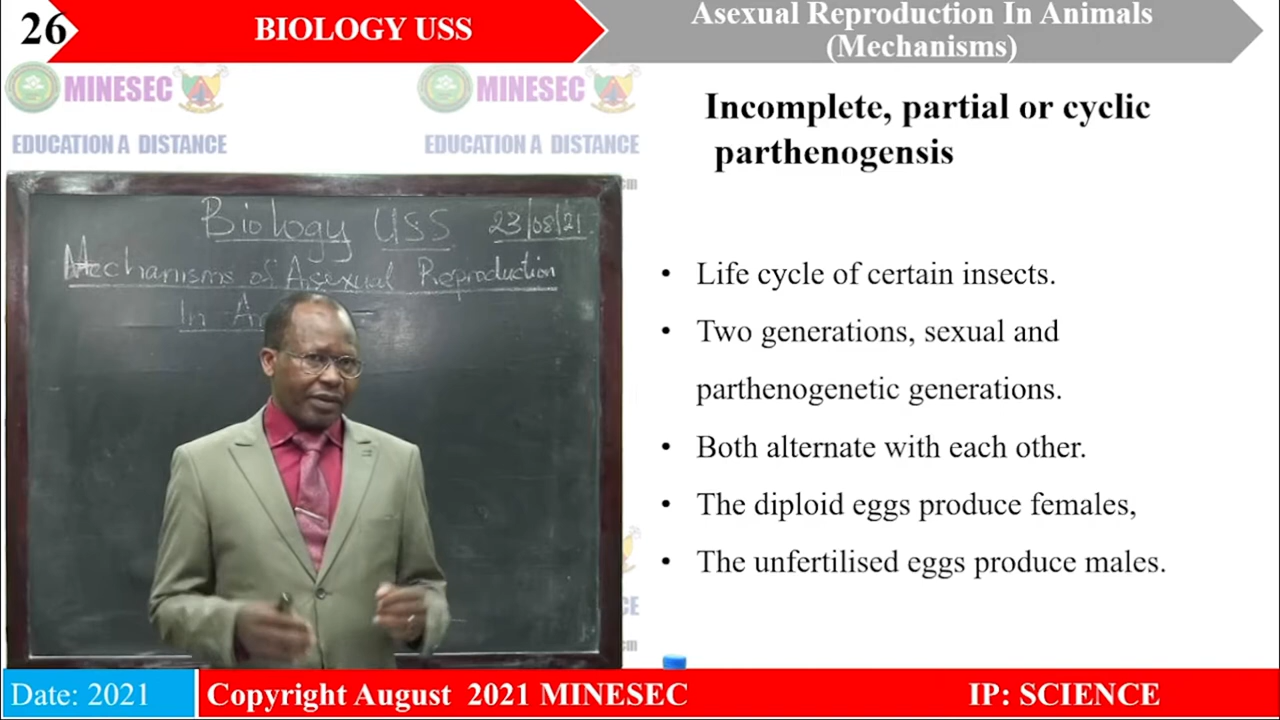 26
BIOLOGY USS
Asexual Reproduction In Animals
(Mechanisms)
MINESEC
MINESEC
EDUCATION A DISTANCE
EDUCATION A DISTANCE
Biology USS 23/08/21
Mechanisms of Asexual Reproduction
In An
Incomplete, partial or cyclic
parthenogensis
• Life cycle of certain insects.
• Two generations, sexual and
parthenogenetic generations.
• Both alternate with each other.
• The diploid eggs produce females,
• The unfertilised eggs produce males.
Date: 2021
Copyright August 2021 MINESEC
IP: SCIENCE